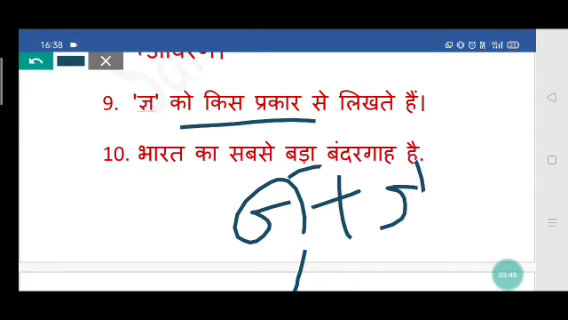 16:38
9. 'ज्ञ' को किस प्रकार से लिखते हैं।
10. भारत का सबसे बड़ा बंदरगाह है.
03:48